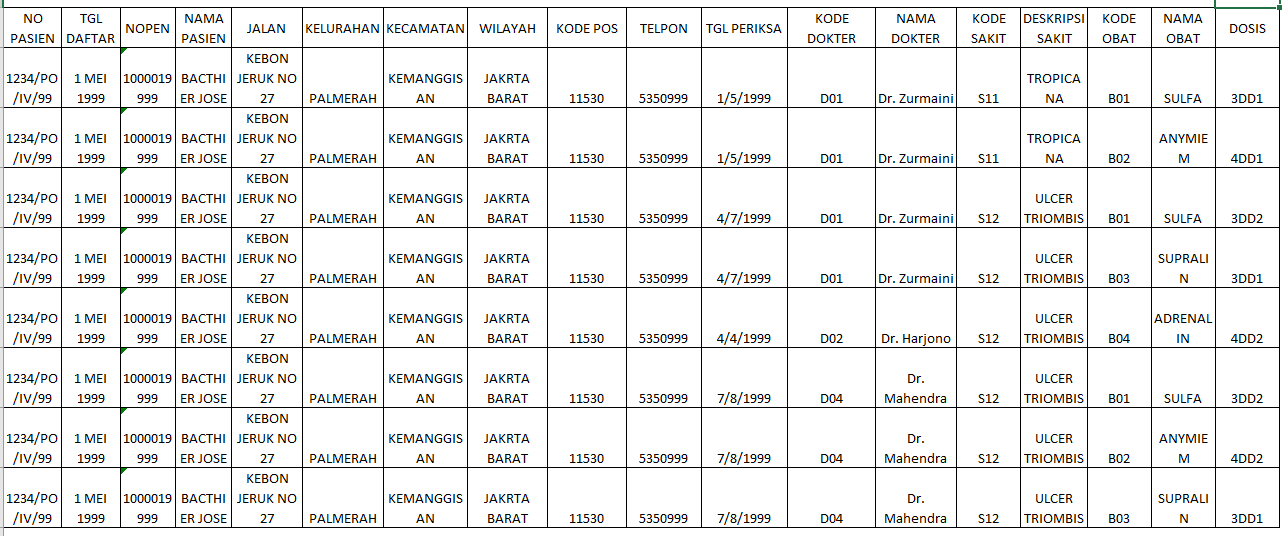 NO PASIEN TGL DAFTAR NOPEN NAMA PASIEN JALAN KELURAHAN KECAMATAN WILAYAH KODE POS TELPON TGL PERIKSA KODE DOKTER NAMA DOKTER KODE SAKIT DESKRIPSI SAKIT KODE OBAT NAMA OBAT DOSIS
1234/PO/IV/99 1 MEI 1999 1000019999 BACTHIER JOSE KEBON JERUK NO 27 PALMERAH KEMANGGISAN JAKRTA BARAT 11530 5350999 1/5/1999 D01 Dr. Zurmaini S11 TROPICANA B01 SULFA 3DD1
1234/PO/IV/99 1 MEI 1999 1000019999 BACTHIER JOSE KEBON JERUK NO 27 PALMERAH KEMANGGISAN JAKRTA BARAT 11530 5350999 1/5/1999 D01 Dr. Zurmaini S11 TROPICANA B02 ANYMIEM 4DD1
1234/PO/IV/99 1 MEI 1999 1000019999 BACTHIER JOSE KEBON JERUK NO 27 PALMERAH KEMANGGISAN JAKRTA BARAT 11530 5350999 4/7/1999 D01 Dr. Zurmaini S12 ULCER TRIOMBIS B01 SULFA 3DD2
1234/PO/IV/99 1 MEI 1999 1000019999 BACTHIER JOSE KEBON JERUK NO 27 PALMERAH KEMANGGISAN JAKRTA BARAT 11530 5350999 4/7/1999 D01 Dr. Zurmaini S12 ULCER TRIOMBIS B03 SUPRALIN 3DD1
1234/PO/IV/99 1 MEI 1999 1000019999 BACTHIER JOSE KEBON JERUK NO 27 PALMERAH KEMANGGISAN JAKRTA BARAT 11530 5350999 4/4/1999 D02 Dr. Harjono S12 ULCER TRIOMBIS B04 ADRENALIN 4DD2
1234/PO/IV/99 1 MEI 1999 1000019999 BACTHIER JOSE KEBON JERUK NO 27 PALMERAH KEMANGGISAN JAKRTA BARAT 11530 5350999 7/8/1999 D04 Dr. Mahendra S12 ULCER TRIOMBIS B01 SULFA 3DD2
1234/PO/IV/99 1 MEI 1999 1000019999 BACTHIER JOSE KEBON JERUK NO 27 PALMERAH KEMANGGISAN JAKRTA BARAT 11530 5350999 7/8/1999 D04 Dr. Mahendra S12 ULCER TRIOMBIS B02 ANYMIEM 4DD2
1234/PO/IV/99 1 MEI 1999 1000019999 BACTHIER JOSE KEBON JERUK NO 27 PALMERAH KEMANGGISAN JAKRTA BARAT 11530 5350999 7/8/1999 D04 Dr. Mahendra S12 ULCER TRIOMBIS B03 SUPRALIN 3DD1